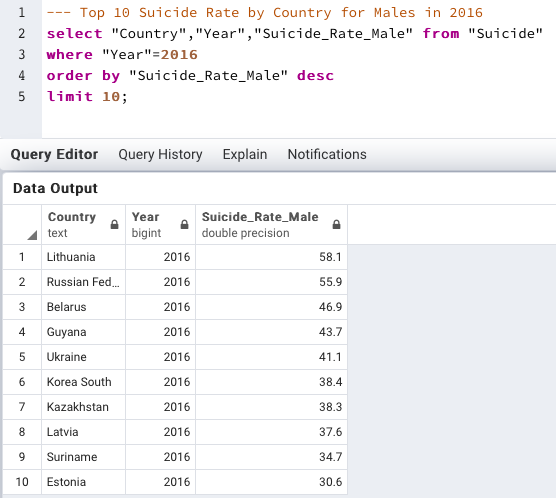 1 --- Top 10 Suicide Rate by Country for Males in 2016
2 select "Country","Year","Suicide_Rate_Male" from "Suicide"
3 where "Year"=2016
4 order by "Suicide_Rate_Male" desc
5 limit 10;
Query Editor Query History Explain Notifications
Data Output
Country Year Suicide_Rate_Male
text bigint double precision
1 Lithuania 2016 58.1
2 Russian Fed... 2016 55.9
3 Belarus 2016 46.9
4 Guyana 2016 43.7
5 Ukraine 2016 41.1
6 Korea South 2016 38.4
7 Kazakhstan 2016 38.3
8 Latvia 2016 37.6
9 Suriname 2016 34.7
10 Estonia 2016 30.6